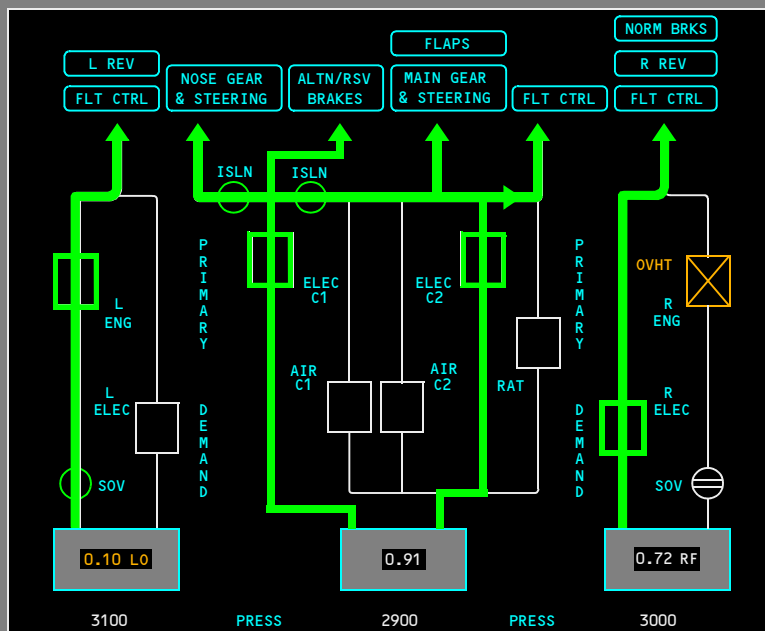 NORM BRKS
FLAPS
L REV
R REV
NOSE GEAR
& STEERING
ALTN/RSV
BRAKES
MAIN GEAR
& STEERING
FLT CTRL
FLT CTRL
FLT CTRL
ISLN
ISLN
PRIMARY
PRIMARY
OVHT
ELEC
C1
ELEC
C2
L
ENG
R
ENG
AIR
C1
AIR
C2
RAT
L
ELEC
R
ELEC
DEMAND
DEMAND
SOV
SOV
0.10 LO
0.91
0.72 RF
3100
PRESS
2900
PRESS
3000